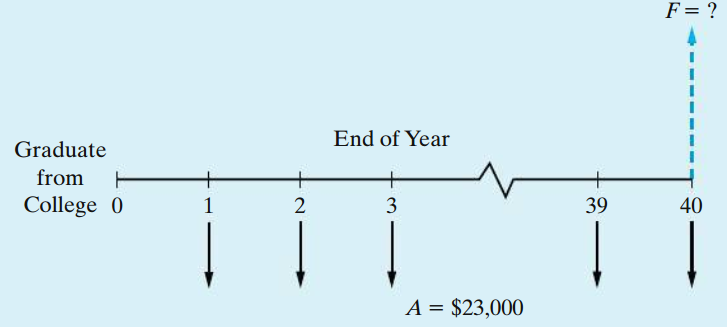 F = ?
End of Year
Graduate
from
College 0 1 2 3 39 40
A = $23,000